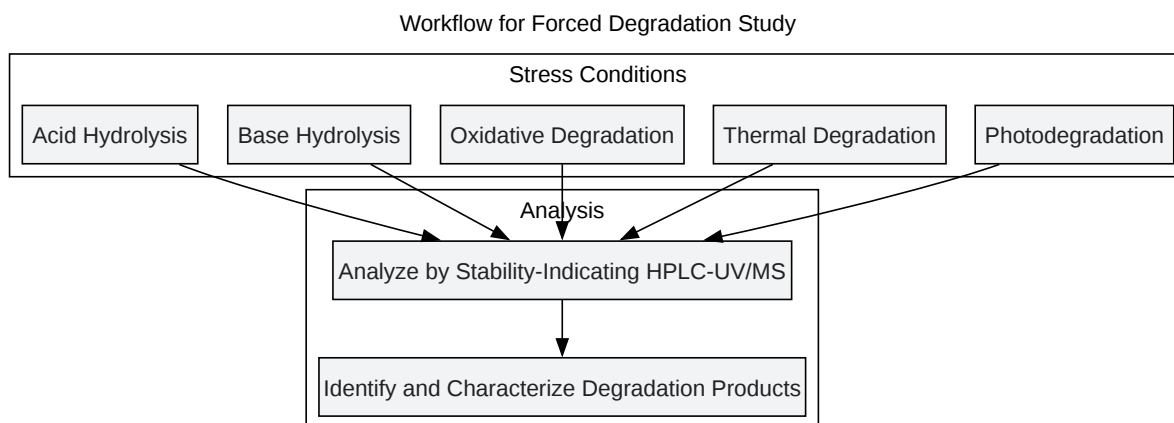 Workflow for Forced Degradation Study
Stress Conditions
Acid Hydrolysis
Base Hydrolysis
Oxidative Degradation
Thermal Degradation
Photodegradation
Analysis
Analyze by Stability-Indicating HPLC-UV/MS
Identify and Characterize Degradation Products